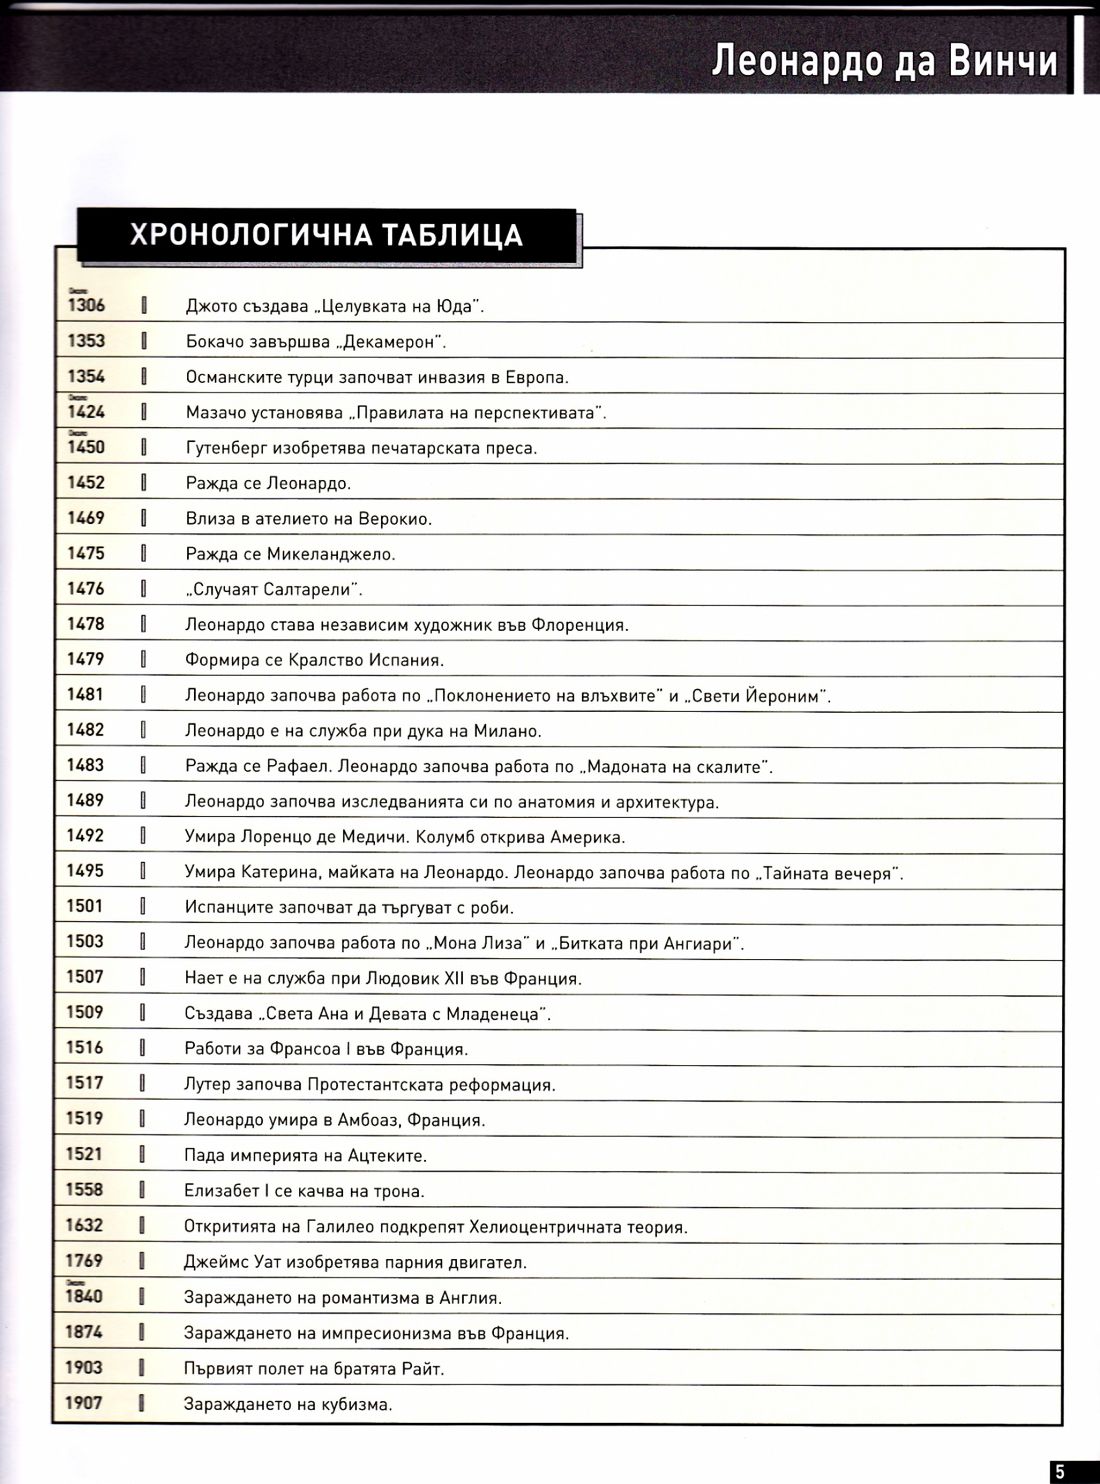 Леонардо да Винчи
ХРОНОЛОГИЧНА ТАБЛИЦА
Около
1306 Джото създава „Целувката на Юда".
1353 Бокачо завършва „Декамерон".
1354 Османските турци започват инвазия в Европа.
Около
1424 Мазачо установява „Правилата на перспективата".
Около
1450 Гутенберг изобретява печатарската преса.
1452 Ражда се Леонардо.
1469 Влиза в ателието на Верокио.
1475 Ражда се Микеланджело.
1476 „Случаят Салтарели".
1478 Леонардо става независим художник във Флоренция.
1479 Формира се Кралство Испания.
1481 Леонардо започва работа по „Поклонението на влъхвите" и „Свети Йероним".
1482 Леонардо е на служба при дука на Милано.
1483 Ражда се Рафаел. Леонардо започва работа по „Мадоната на скалите".
1489 Леонардо започва изследванията си по анатомия и архитектура.
1492 Умира Лоренцо де Медичи. Колумб открива Америка.
1495 Умира Катерина, майката на Леонардо. Леонардо започва работа по „Тайната вечеря".
1501 Испанците започват да търгуват с роби.
1503 Леонардо започва работа по „Мона Лиза" и „Битката при Ангиари".
1507 Нает е на служба при Людовик XII във Франция.
1509 Създава „Света Ана и Девата с Младенеца".
1516 Работи за Франсоа I във Франция.
1517 Лутер започва Протестантската реформация.
1519 Леонардо умира в Амбоаз, Франция.
1521 Пада империята на Ацтеките.
1558 Елизабет I се качва на трона.
1632 Откритията на Галилео подкрепят Хелиоцентричната теория.
1769 Джеймс Уат изобретява парния двигател.
Около
1840 Зараждането на романтизма в Англия.
1874 Зараждането на импресионизма във Франция.
1903 Първият полет на братята Райт.
1907 Зараждането на кубизма.
5